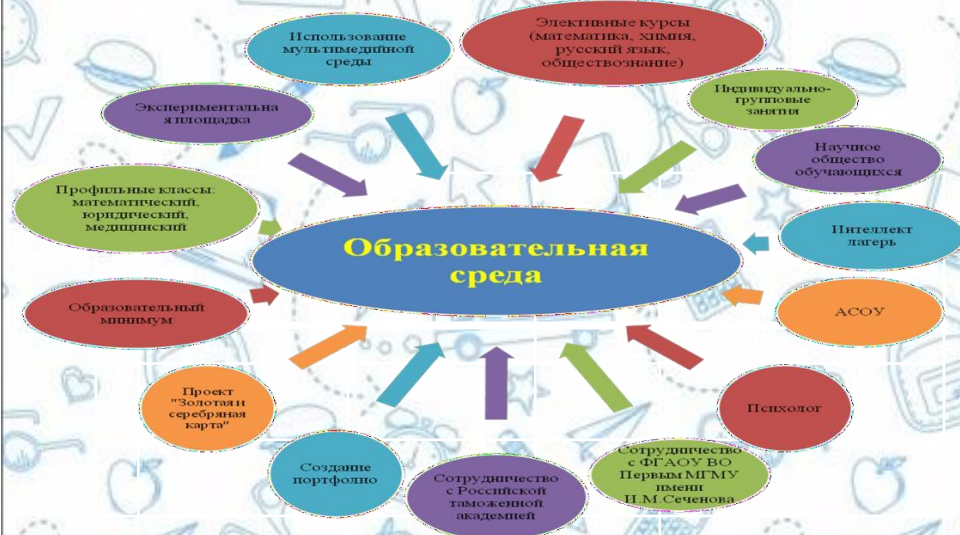 Использование
мультимедийной
среды
Элективные курсы
(математика, химия,
русский язык,
обществознание)
Индивидуально-
групповые
занятия
Экспериментальна
я площадка
Научное
общество
обучающихся
Профильные классы:
математический,
юридический,
медицинский
Интеллект
лагерь
Образовательная
среда
Образовательный
минимум
АСОУ
Проект
"Золотая и
серебряная
карта"
Психолог
Создание
портфолио
Сотрудничество
с Российской
таможенной
академией
Сотрудничество
с ФГАОУ ВО
Первым МГМУ
имени
И.М.Сеченова